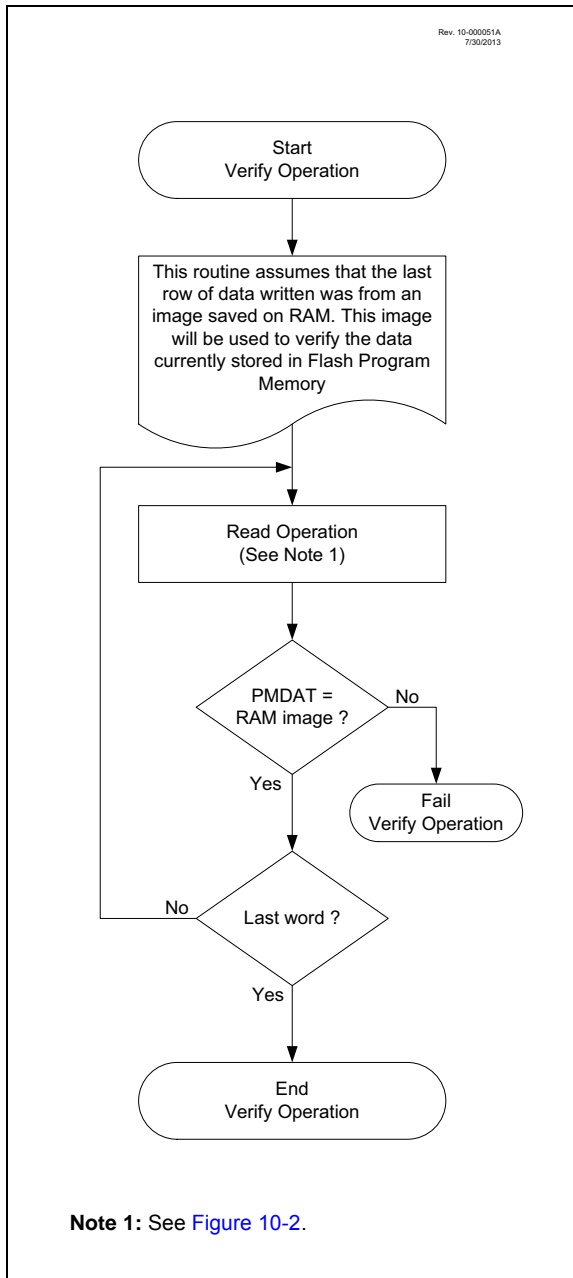 Rev. 10-000051A
7/30/2013
Start
Verify Operation
This routine assumes that the last
row of data written was from an
image saved on RAM. This image
will be used to verify the data
currently stored in Flash Program
Memory
Read Operation
(See Note 1)
PMDAT =
RAM image ?
No
Yes
Fail
Verify Operation
Last word ?
No
Yes
End
Verify Operation
Note 1: See Figure 10-2.